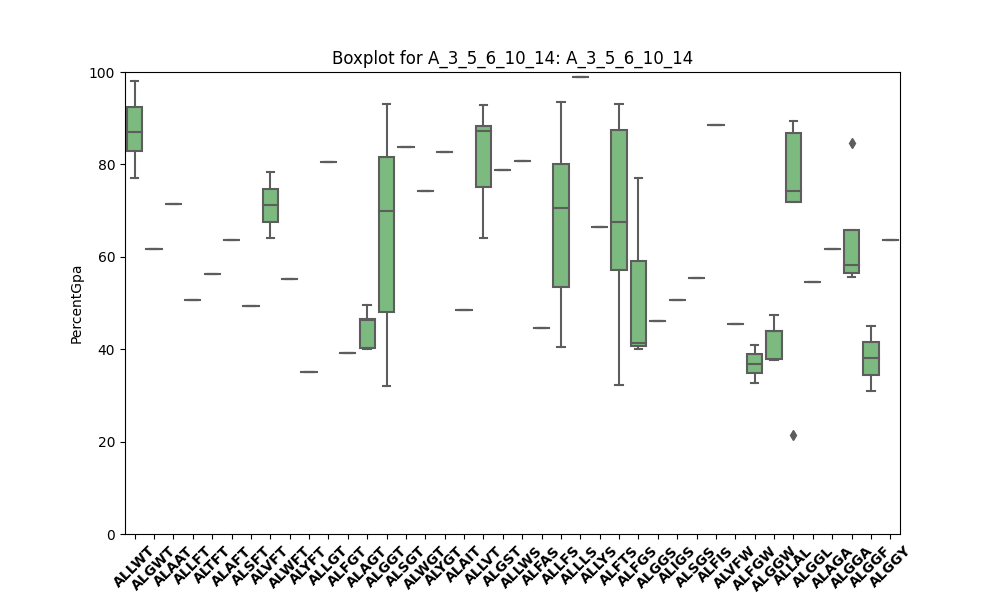 Boxplot for A_3_5_6_10_14: A_3_5_6_10_14
PercentGpa
100
80
60
40
20
0
ALLWT
ALGWT
ALAAT
ALLFT
ALTFT
ALAFT
ALSFT
ALVFT
ALWFT
ALYFT
ALLGT
ALFGT
ALAGT
ALGGT
ALSGT
ALWGT
ALYGT
ALAIT
ALLVT
ALGST
ALLWS
ALFAS
ALLFS
ALLLS
ALLYS
ALFTS
ALFGS
ALGGS
ALIGS
ALSGS
ALFIS
ALVFW
ALFGW
ALGGW
ALLAL
ALGGL
ALAGA
ALGGA
ALGGF
ALGGY